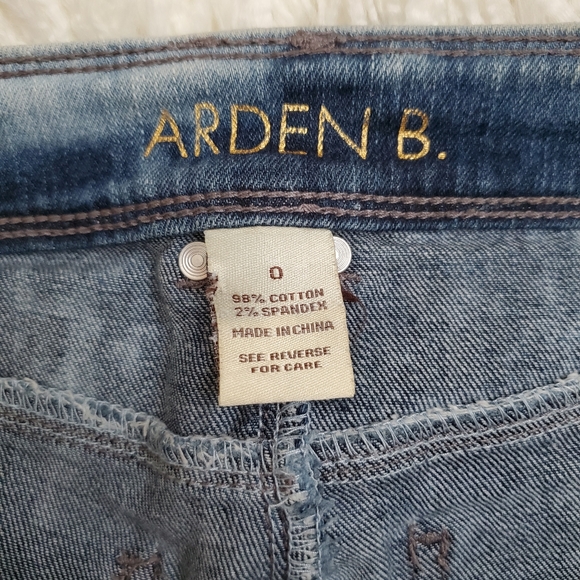 ARDEN B.
0
98% COTTON
2% SPANDEX
MADE IN CHINA
SEE REVERSE
FOR CARE